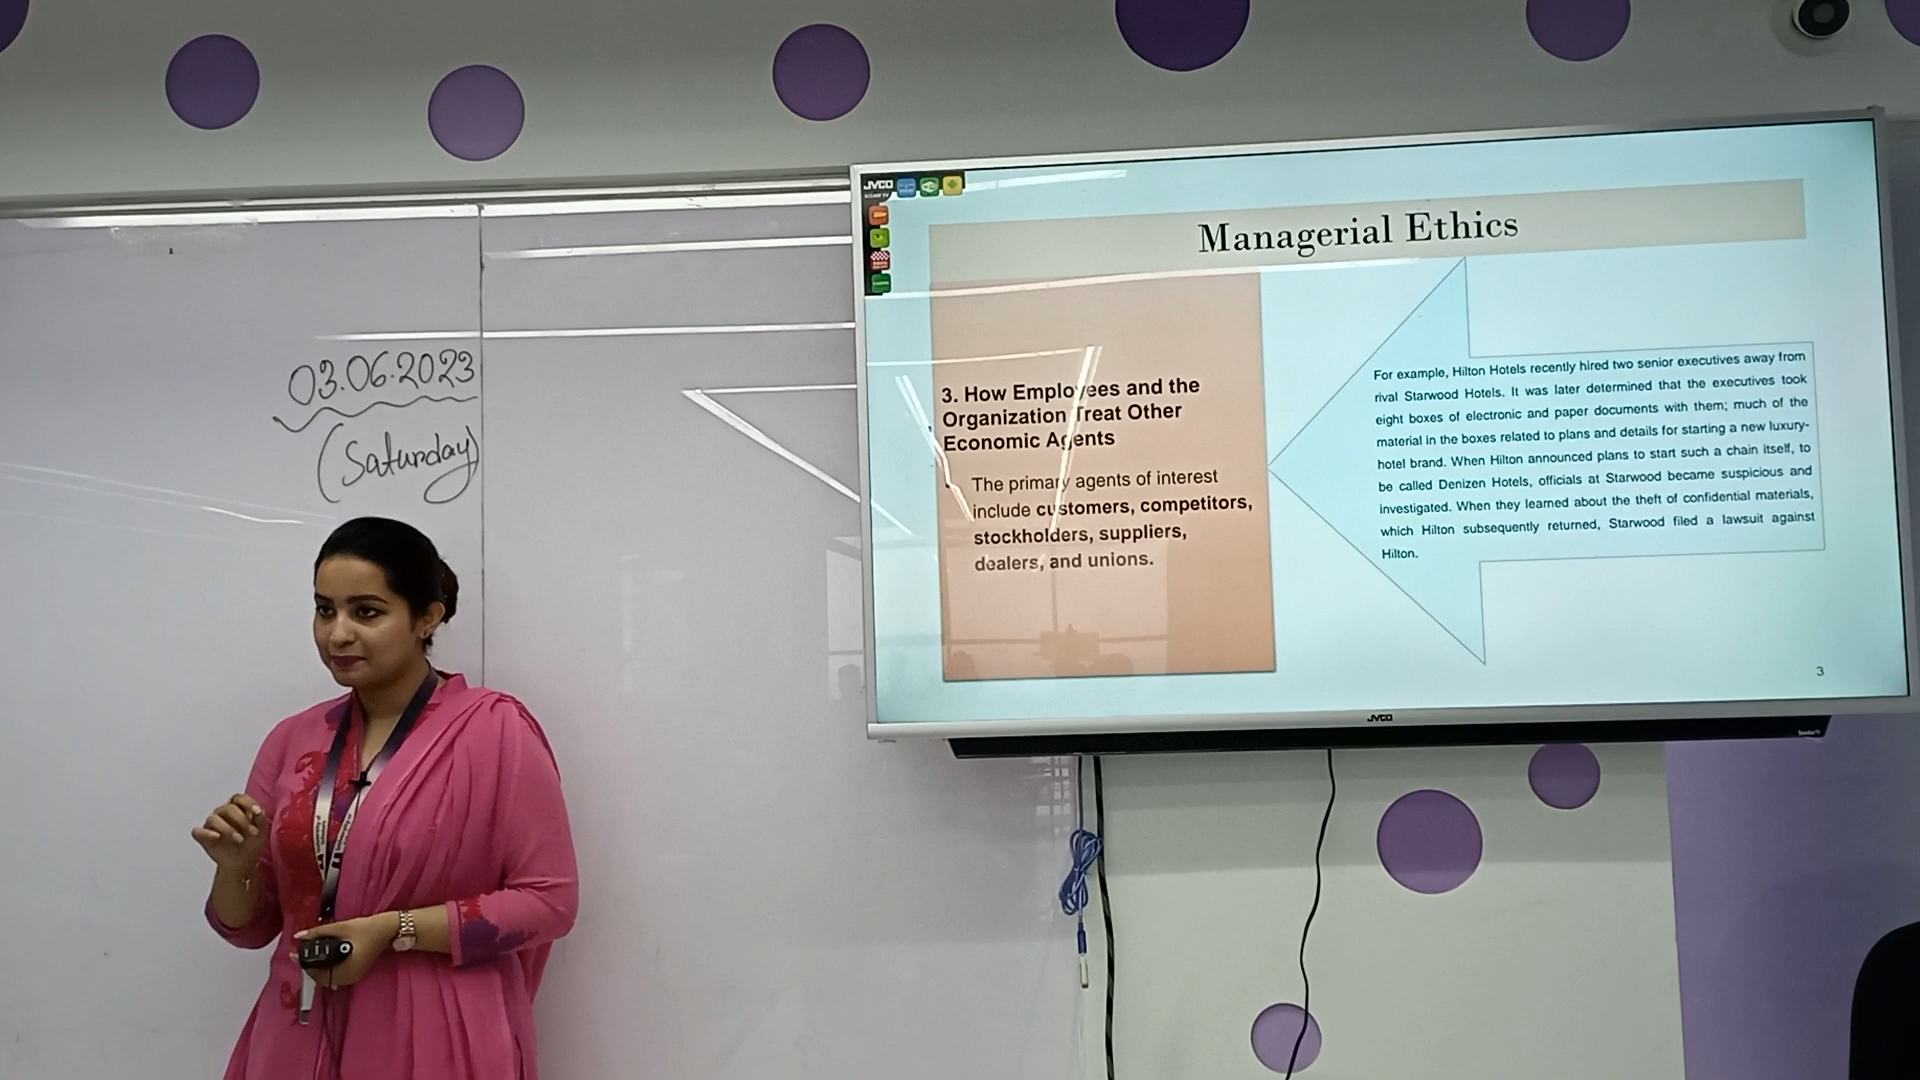 03.06.2023
(Saturday)
JVCO
Managerial Ethics
3. How Employees and the
Organization Treat Other
Economic Agents
The primary agents of interest
include customers, competitors,
stockholders, suppliers,
dealers, and unions.
For example, Hilton Hotels recently hired two senior executives away from
rival Starwood Hotels. It was later determined that the executives took
eight boxes of electronic and paper documents with them; much of the
material in the boxes related to plans and details for starting a new luxury-
hotel brand. When Hilton announced plans to start such a chain itself, to
be called Denizen Hotels, officials at Starwood became suspicious and
investigated. When they learned about the theft of confidential materials,
which Hilton subsequently returned, Starwood filed a lawsuit against
Hilton.
3
JVCO